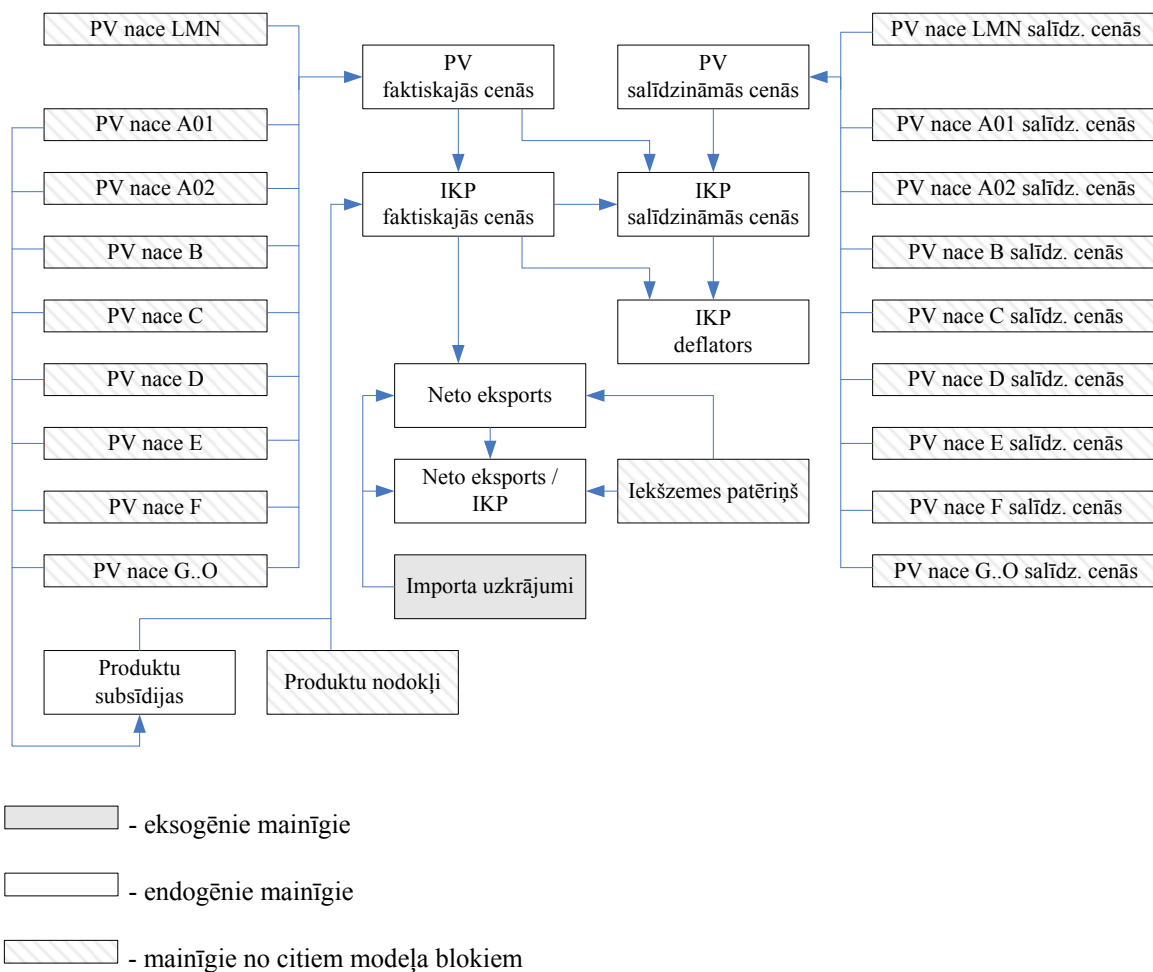 PV nace LMN
PV nace A01
PV nace A02
PV nace B
PV nace C
PV nace D
PV nace E
PV nace F
PV nace G..O
Produktu
subsīdijas
Produktu nodokļi
PV
faktiskajās cenās
PV
salīdzināmās cenās
IKP
faktiskajās cenās
IKP
salīdzināmās cenās
IKP
deflators
Neto eksports
Neto eksports /
IKP
Iekšzemes patēriņš
Importa uzkrājumi
PV nace LMN salīdz. cenās
PV nace A01 salīdz. cenās
PV nace A02 salīdz. cenās
PV nace B salīdz. cenās
PV nace C salīdz. cenās
PV nace D salīdz. cenās
PV nace E salīdz. cenās
PV nace F salīdz. cenās
PV nace G..O salīdz. cenās
- eksogēnie mainīgie
- endogēnie mainīgie
- mainīgie no citiem modeļa blokiem